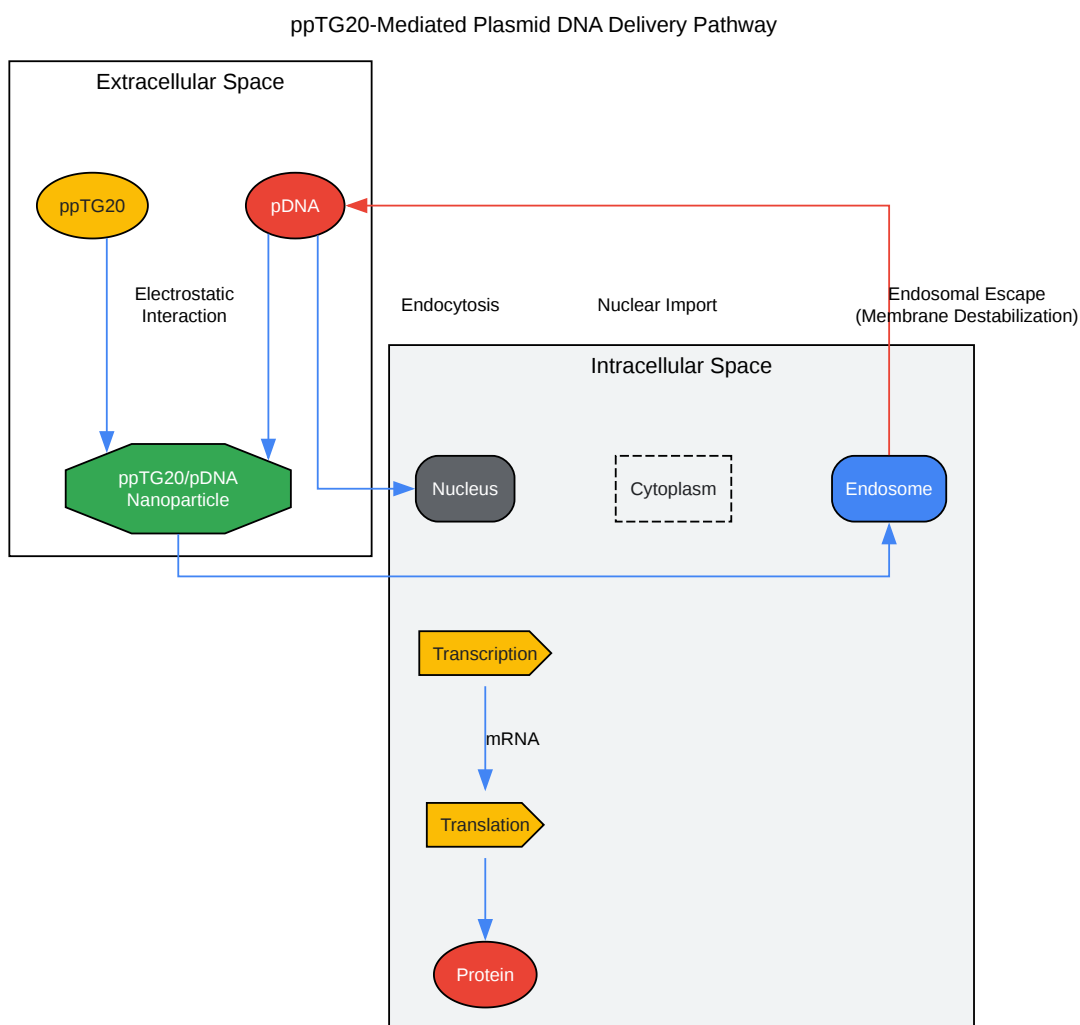 ppTG20-Mediated Plasmid DNA Delivery Pathway
Extracellular Space
ppTG20
pDNA
Electrostatic
Interaction
Endocytosis
Nuclear Import
Endosomal Escape
(Membrane Destabilization)
Intracellular Space
ppTG20/pDNA
Nanoparticle
Nucleus
Cytoplasm
Endosome
Transcription
mRNA
Translation
Protein